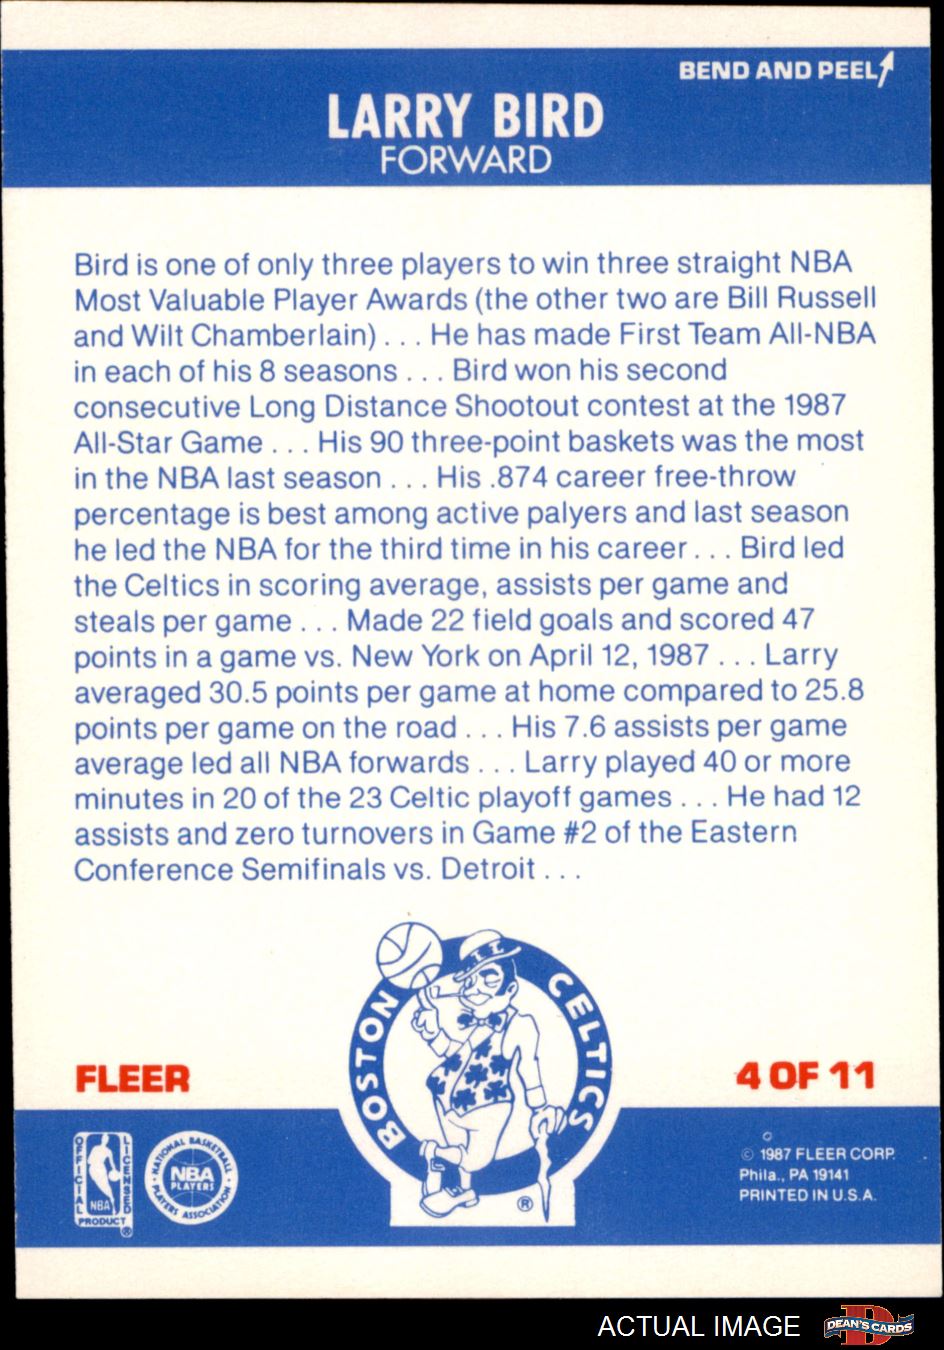 BEND AND PEEL
LARRY BIRD
FORWARD
Bird is one of only three players to win three straight NBA
Most Valuable Player Awards (the other two are Bill Russell
and Wilt Chamberlain) . . . He has made First Team All-NBA
in each of his 8 seasons . . . Bird won his second
consecutive Long Distance Shootout contest at the 1987
All-Star Game . . . His 90 three-point baskets was the most
in the NBA last season . . . His .874 career free-throw
percentage is best among active palyers and last season
he led the NBA for the third time in his career . . . Bird led
the Celtics in scoring average, assists per game and
steals per game . . . Made 22 field goals and scored 47
points in a game vs. New York on April 12, 1987 . . . Larry
averaged 30.5 points per game at home compared to 25.8
points per game on the road . . . His 7.6 assists per game
average led all NBA forwards . . . Larry played 40 or more
minutes in 20 of the 23 Celtic playoff games . . . He had 12
assists and zero turnovers in Game #2 of the Eastern
Conference Semifinals vs. Detroit . . .
BOSTON CELTICS
®
FLEER
4 OF 11
OFFICIAL LICENSED
NBA
PRODUCT
®
NATIONAL BASKETBALL
NBA
PLAYERS
PLAYERS ASSOCIATION
© 1987 FLEER CORP.
Phila., PA 19141
PRINTED IN U.S.A.
ACTUAL IMAGE
DEAN'S CARDS